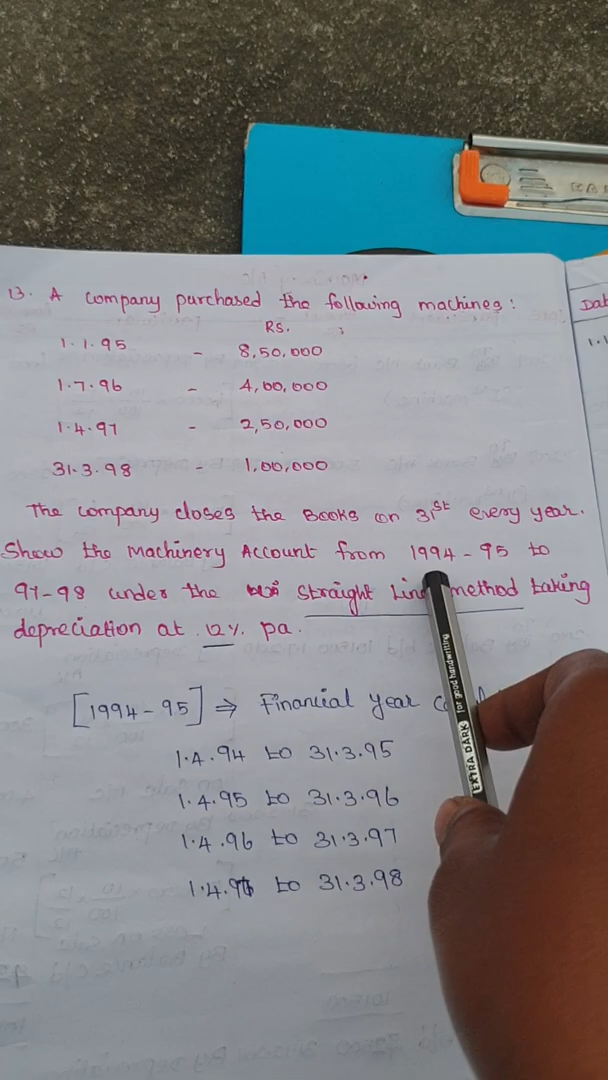 13. A company purchased the following machines:
RS.
1.1.95 - 8,50,000
1.7.96 - 4,00,000
1.4.97 - 2,50,000
31.3.98 - 1,00,000
The company closes the Books on 31st every year.
Show the Machinery Account from 1994-95 to
97-98 under the straight Line method taking
depreciation at 12% pa.
[1994-95] ⇒ Financial year
1.4.94 to 31.3.95
1.4.95 to 31.3.96
1.4.96 to 31.3.97
1.4.97 to 31.3.98
EXTRA DARK for good handwriting